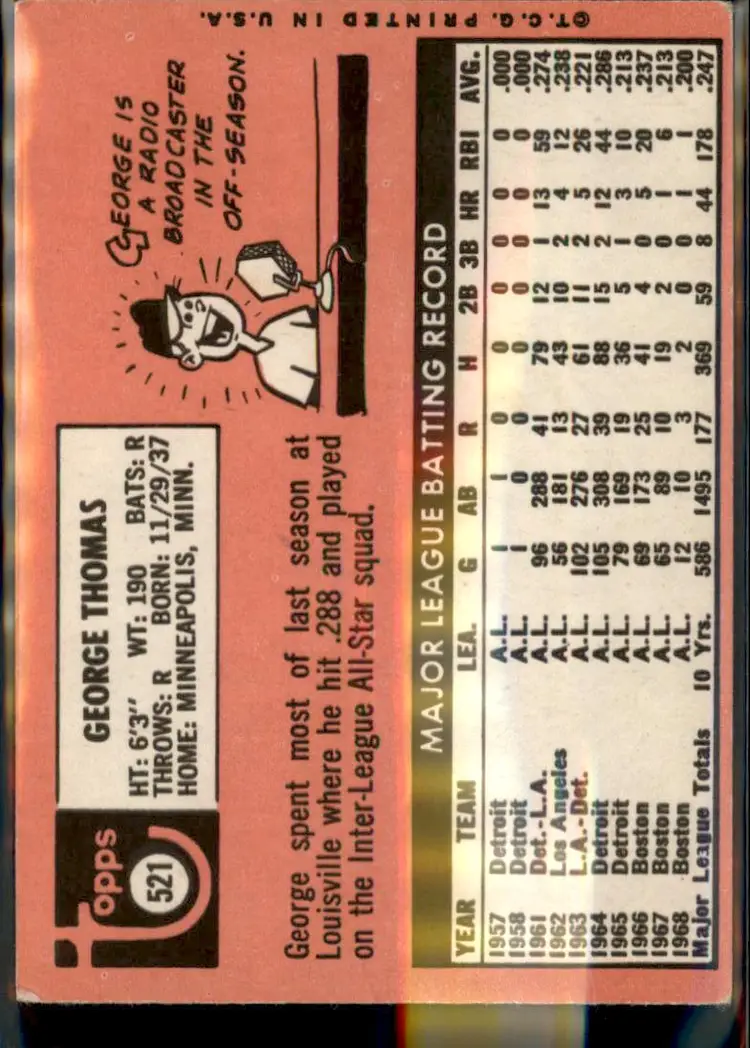 Topps
521
GEORGE THOMAS
HT: 6'3" WT: 190 BATS: R
THROWS: R BORN: 11/29/37
HOME: MINNEAPOLIS, MINN.
GEORGE IS
A RADIO
BROADCASTER
IN THE
OFF-SEASON.
George spent most of last season at
Louisville where he hit .288 and played
on the Inter-League All-Star squad.
MAJOR LEAGUE BATTING RECORD
YEAR TEAM LEA. G AB R H 2B 3B HR RBI AVG.
1957 Detroit A.L. 1 1 0 0 0 0 0 0 .000
1958 Detroit A.L. 1 0 0 0 0 0 0 0 .000
1961 Det.-L.A. A.L. 96 288 41 79 12 1 13 59 .274
1962 Los Angeles A.L. 56 181 13 43 10 2 4 12 .238
1963 L.A.-Det. A.L. 102 276 27 61 11 2 5 26 .221
1964 Detroit A.L. 105 308 39 88 15 2 12 44 .286
1965 Detroit A.L. 79 169 19 36 5 1 3 10 .213
1966 Boston A.L. 69 173 25 41 4 0 5 20 .237
1967 Boston A.L. 65 89 10 19 2 0 1 6 .213
1968 Boston A.L. 12 10 3 2 0 0 1 1 .200
Major League Totals 10 Yrs. 586 1495 177 369 59 8 44 178 .247
©T.C.G. PRINTED IN U.S.A.